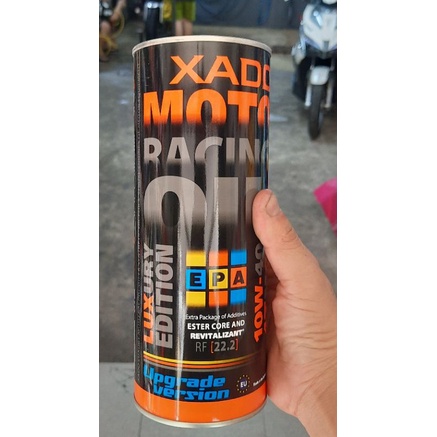 XADO
MOTO
RACING
OIL
LUXURY
EDITION
EPA
10W-40
Extra Package of Additives
ESTER CORE AND
REVITALIZANT
RF [22.2]
Upgrade
version
EU